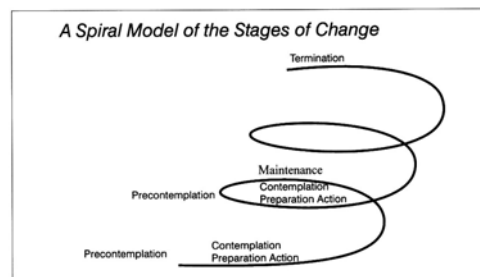 A Spiral Model of the Stages of Change
Termination
Maintenance
Precontemplation
Contemplation
Preparation Action
Precontemplation
Contemplation
Preparation Action